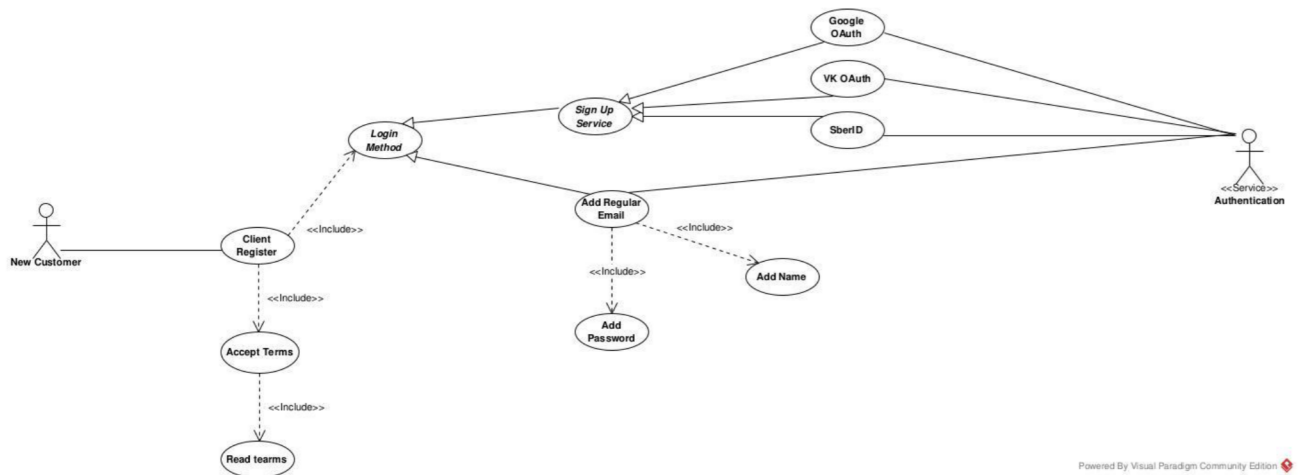 Google
OAuth
VK OAuth
Sign Up
Service
SberID
Login
Method
<<Service>>
Authentication
Add Regular
Email
<<Include>>
<<Include>>
Client
Register
New Customer
<<Include>>
Add Name
<<Include>>
Add
Password
Accept Terms
<<Include>>
Read tearms
Powered By Visual Paradigm Community Edition